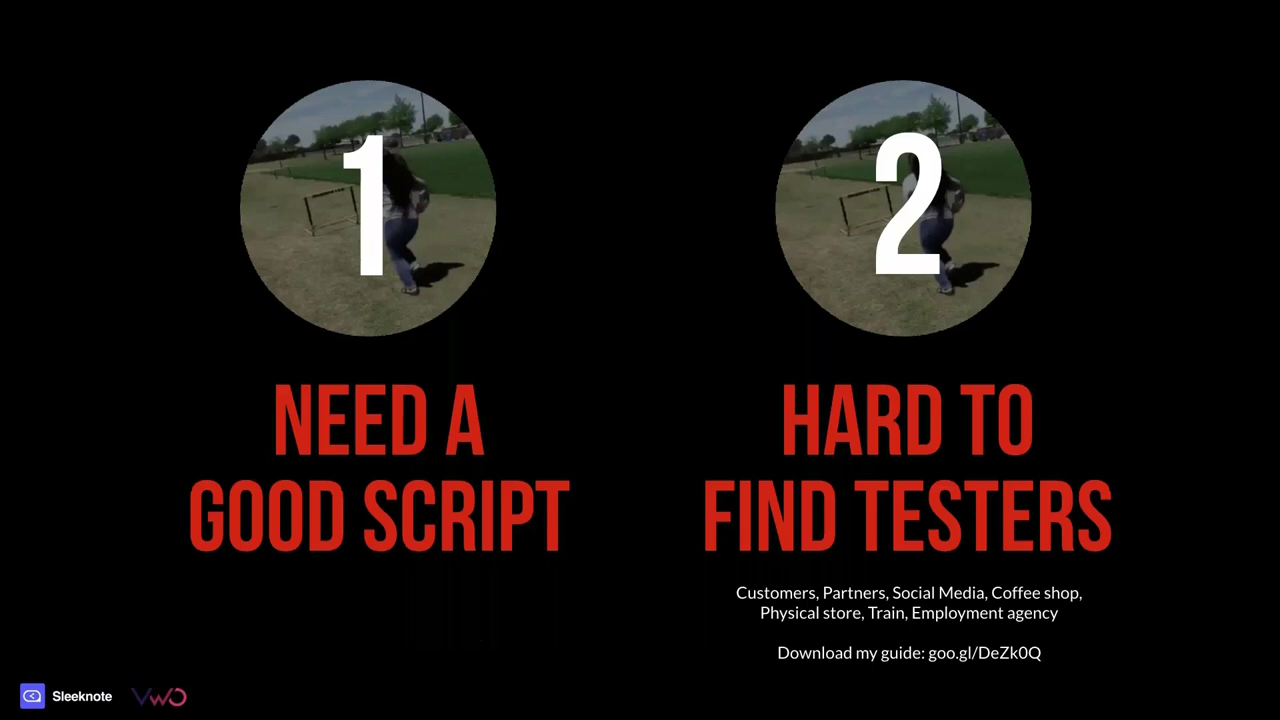 1
NEED A
GOOD SCRIPT
2
HARD TO
FIND TESTERS
Customers, Partners, Social Media, Coffee shop,
Physical store, Train, Employment agency
Download my guide: goo.gl/DeZk0Q
Sleeknote
VWO